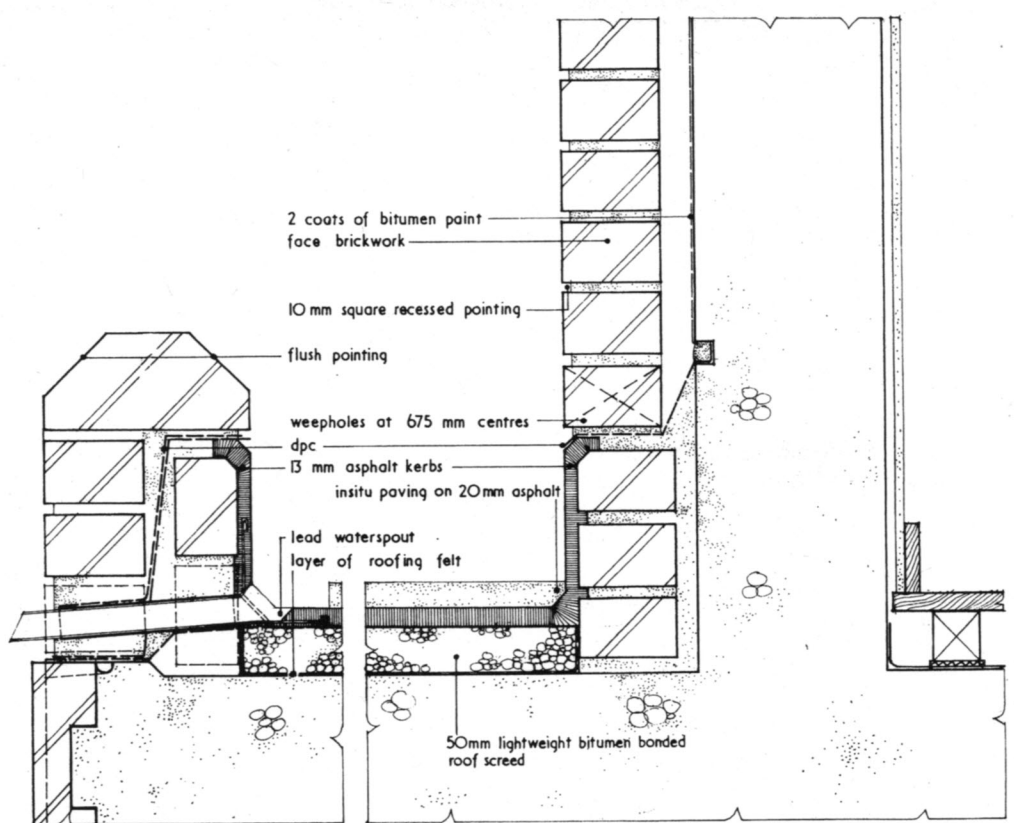 2 coats of bitumen paint
face brickwork
10 mm square recessed pointing
flush pointing
weepholes at 675 mm centres
dpc
13 mm asphalt kerbs
insitu paving on 20mm asphalt
lead waterspout
layer of roofing felt
50mm lightweight bitumen bonded
roof screed